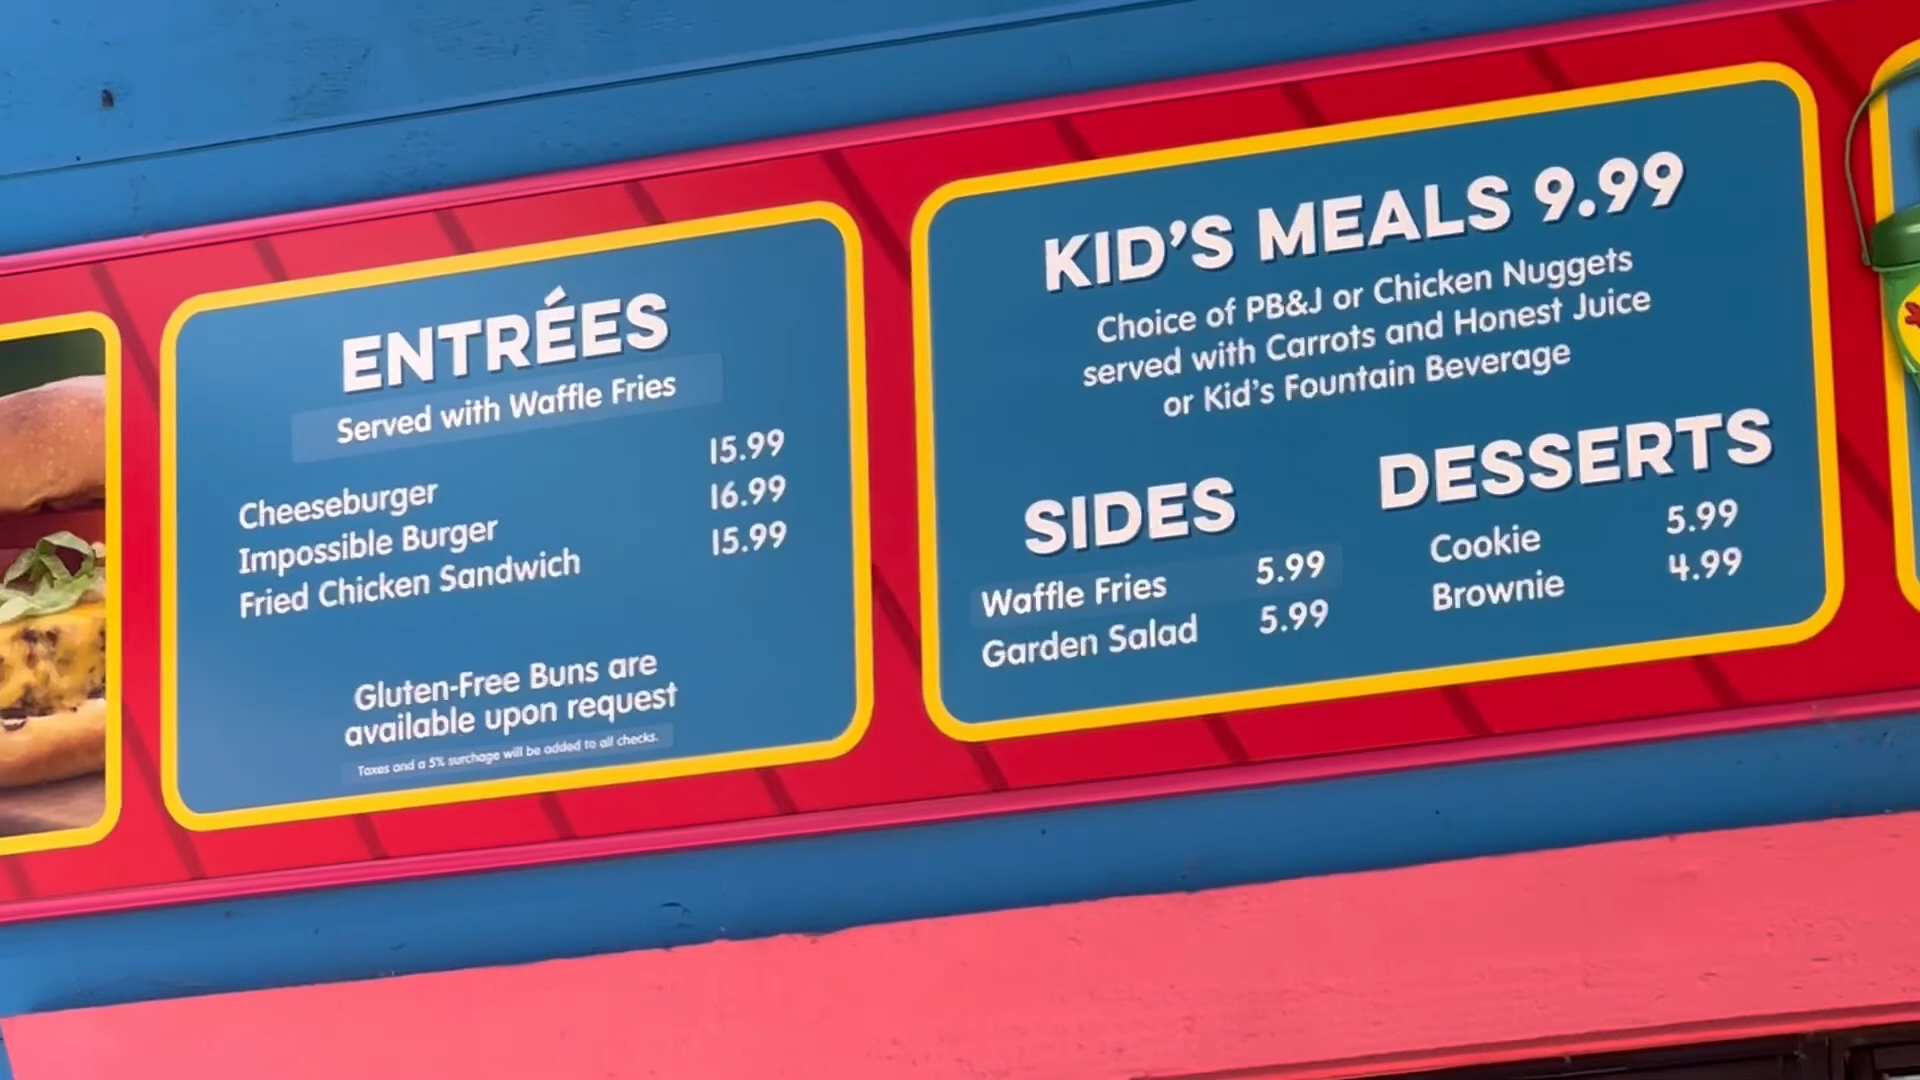 ENTRÉES
Served with Waffle Fries
Cheeseburger 15.99
Impossible Burger 16.99
Fried Chicken Sandwich 15.99
Gluten-Free Buns are
available upon request
Taxes and a 5% surchage will be added to all checks.
KID'S MEALS 9.99
Choice of PB&J or Chicken Nuggets
served with Carrots and Honest Juice
or Kid's Fountain Beverage
SIDES
Waffle Fries 5.99
Garden Salad 5.99
DESSERTS
Cookie 5.99
Brownie 4.99